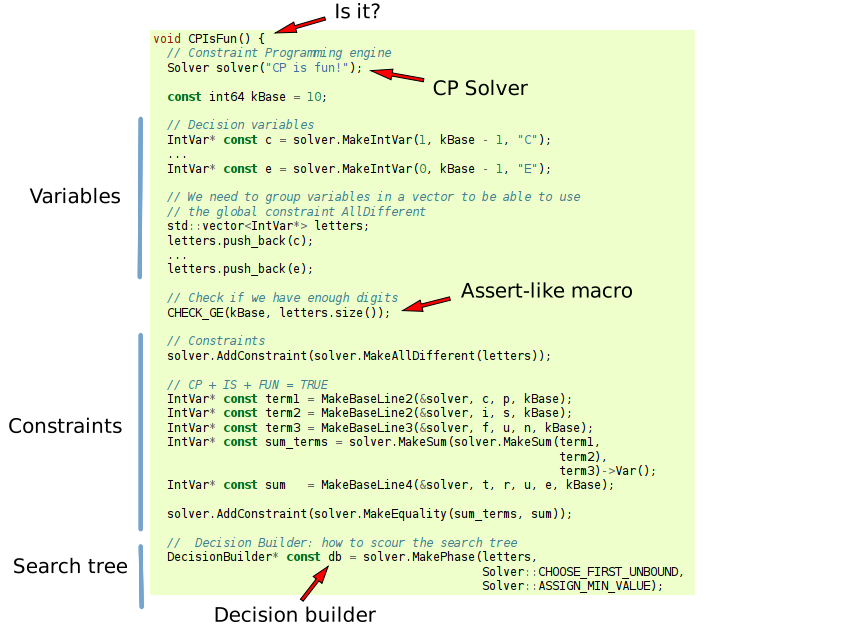 Is it?
void CPIsFun() {
// Constraint Programming engine
Solver solver("CP is fun!");
CP Solver
const int64 kBase = 10;
// Decision variables
IntVar* const c = solver.MakeIntVar(1, kBase - 1, "C");
...
IntVar* const e = solver.MakeIntVar(0, kBase - 1, "E");
Variables
// We need to group variables in a vector to be able to use
// the global constraint AllDifferent
std::vector<IntVar*> letters;
letters.push_back(c);
...
letters.push_back(e);
// Check if we have enough digits
Assert-like macro
CHECK_GE(kBase, letters.size());
// Constraints
solver.AddConstraint(solver.MakeAllDifferent(letters));
// CP + IS + FUN = TRUE
IntVar* const term1 = MakeBaseLine2(&solver, c, p, kBase);
IntVar* const term2 = MakeBaseLine2(&solver, i, s, kBase);
Constraints
IntVar* const term3 = MakeBaseLine3(&solver, f, u, n, kBase);
IntVar* const sum_terms = solver.MakeSum(solver.MakeSum(term1,
term2),
term3)->Var();
IntVar* const sum   = MakeBaseLine4(&solver, t, r, u, e, kBase);
solver.AddConstraint(solver.MakeEquality(sum_terms, sum));
//  Decision Builder: how to scour the search tree
DecisionBuilder* const db = solver.MakePhase(letters,
Search tree
Solver::CHOOSE_FIRST_UNBOUND,
Solver::ASSIGN_MIN_VALUE);
Decision builder